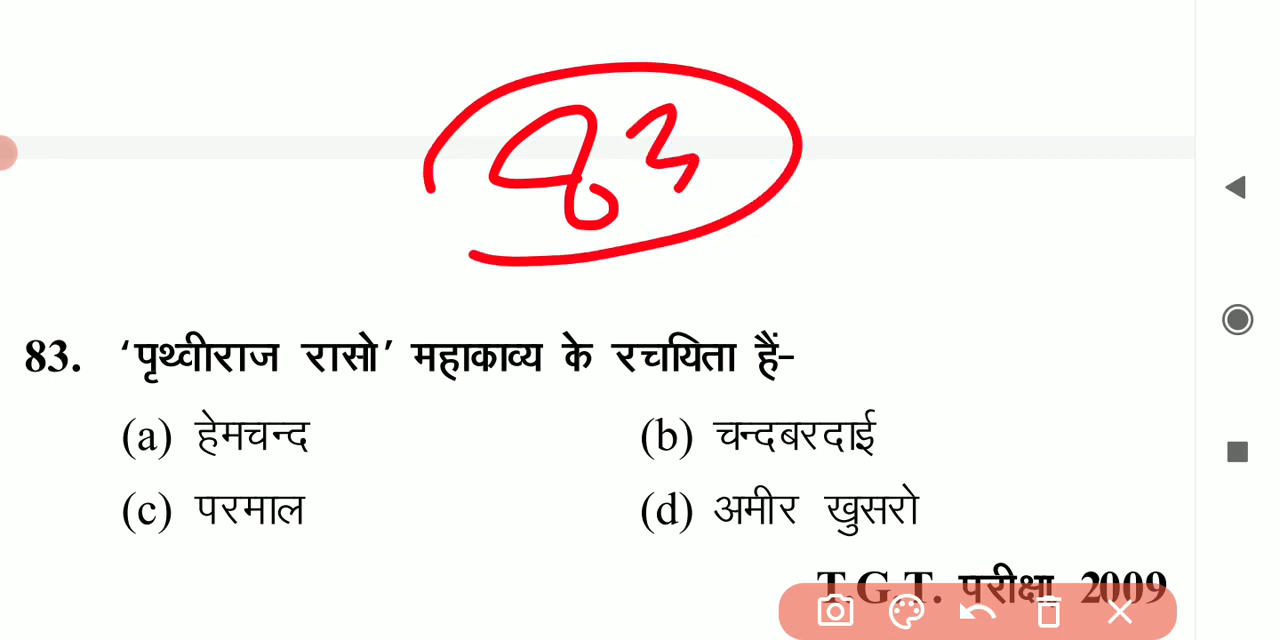 83
83. ‘पृथ्वीराज रासो’ महाकाव्य के रचयिता हैं-
(a) हेमचन्द (b) चन्दबरदाई
(c) परमाल (d) अमीर खुसरो
T.G.T. परीक्षा 2009